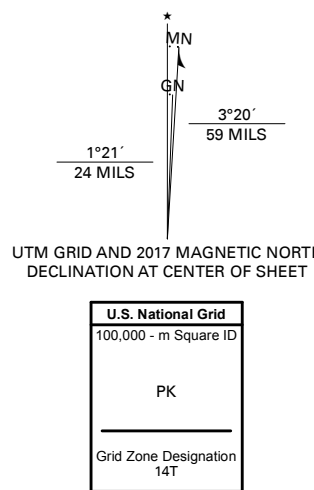 ★
MN
GN
3°20´
59 MILS
1°21´
24 MILS
UTM GRID AND 2017 MAGNETIC NORTH
DECLINATION AT CENTER OF SHEET
U.S. National Grid
100,000 - m Square ID
PK
Grid Zone Designation
14T